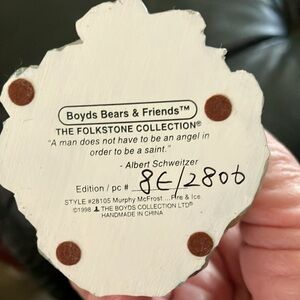 Boyds Bears & Friends™
THE FOLKSTONE COLLECTION®
"A man does not have to be an angel in
order to be a saint."
- Albert Schweitzer
Edition / pc # 8E/2806
STYLE #28105 Murphy McFrost ...Fire & Ice
©1998 THE BOYDS COLLECTION LTD®
HANDMADE IN CHINA